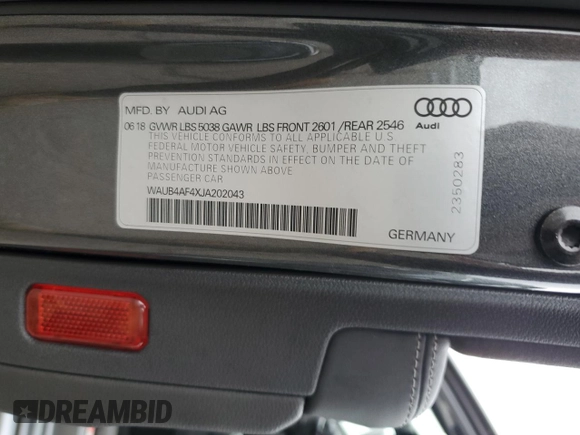 MFD. BY AUDI AG
06 18 GVWR LBS 5038 GAWR LBS FRONT 2601 /REAR 2546
THIS VEHICLE CONFORMS TO ALL APPLICABLE U.S.
FEDERAL MOTOR VEHICLE SAFETY, BUMPER AND THEFT
PREVENTION STANDARDS IN EFFECT ON THE DATE OF
MANUFACTURE SHOWN ABOVE
PASSENGER CAR
WAUB4AF4XJA202043
Audi
2350283
GERMANY
DREAMBID